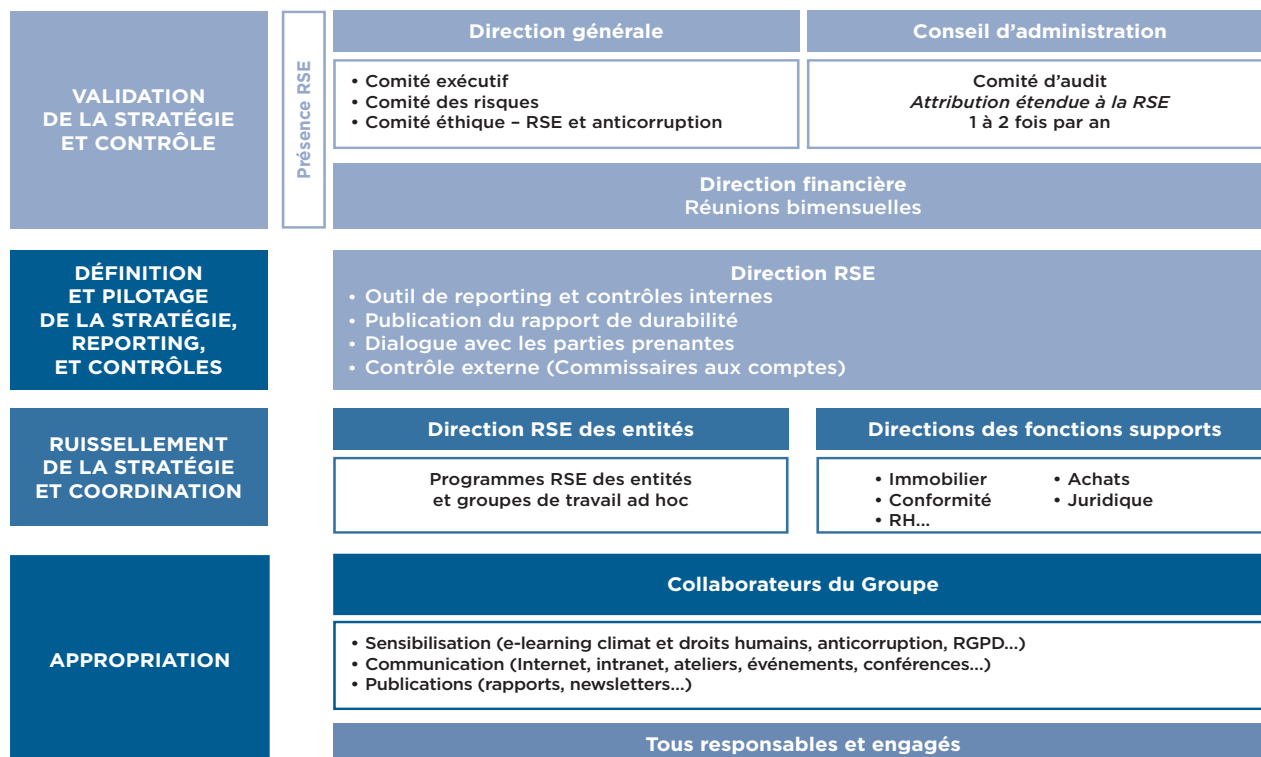 VALIDATION
DE LA STRATÉGIE
ET CONTRÔLE
Présence RSE
Direction générale
• Comité exécutif
• Comité des risques
• Comité éthique – RSE et anticorruption
Conseil d’administration
Comité d’audit
Attribution étendue à la RSE
1 à 2 fois par an
Direction financière
Réunions bimensuelles
DÉFINITION
ET PILOTAGE
DE LA STRATÉGIE,
REPORTING,
ET CONTRÔLES
Direction RSE
• Outil de reporting et contrôles internes
• Publication du rapport de durabilité
• Dialogue avec les parties prenantes
• Contrôle externe (Commissaires aux comptes)
RUISSELLEMENT
DE LA STRATÉGIE
ET COORDINATION
Direction RSE des entités
Programmes RSE des entités
et groupes de travail ad hoc
Directions des fonctions supports
• Immobilier
• Conformité
• RH...
• Achats
• Juridique
APPROPRIATION
Collaborateurs du Groupe
• Sensibilisation (e-learning climat et droits humains, anticorruption, RGPD...)
• Communication (Internet, intranet, ateliers, événements, conférences...)
• Publications (rapports, newsletters...)
Tous responsables et engagés